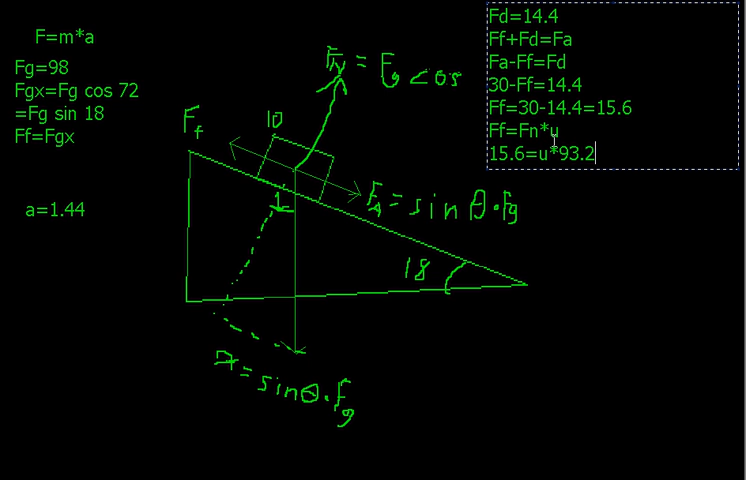 F=m*a
Fg=98
Fgx=Fg cos 72
=Fg sin 18
Ff=Fgx
a=1.44
Fd=14.4
Ff+Fd=Fa
Fa-Ff=Fd
30-Ff=14.4
Ff=30-14.4=15.6
Ff=Fn*u
15.6=u*93.2
FN = Fg cos
Ff
10
FA = sin θ · Fg
18
= sin θ · Fg